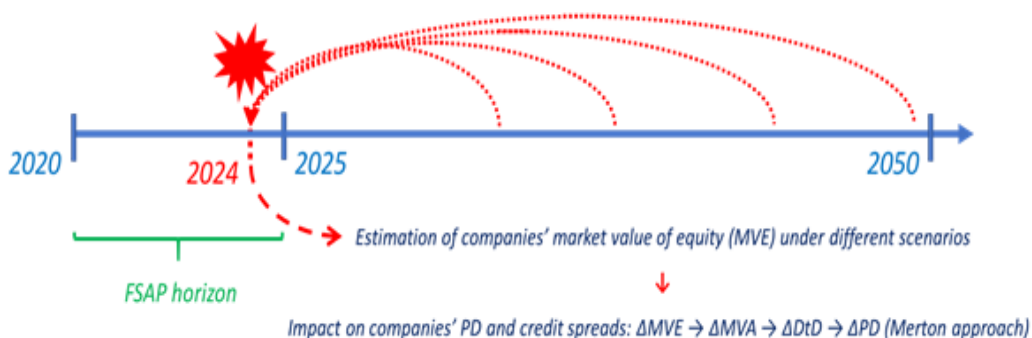 2020
2024
2025
2050
Estimation of companies' market value of equity (MVE) under different scenarios
FSAP horizon
Impact on companies' PD and credit spreads: ΔMVE → ΔMVA → ΔDtD → ΔPD (Merton approach)